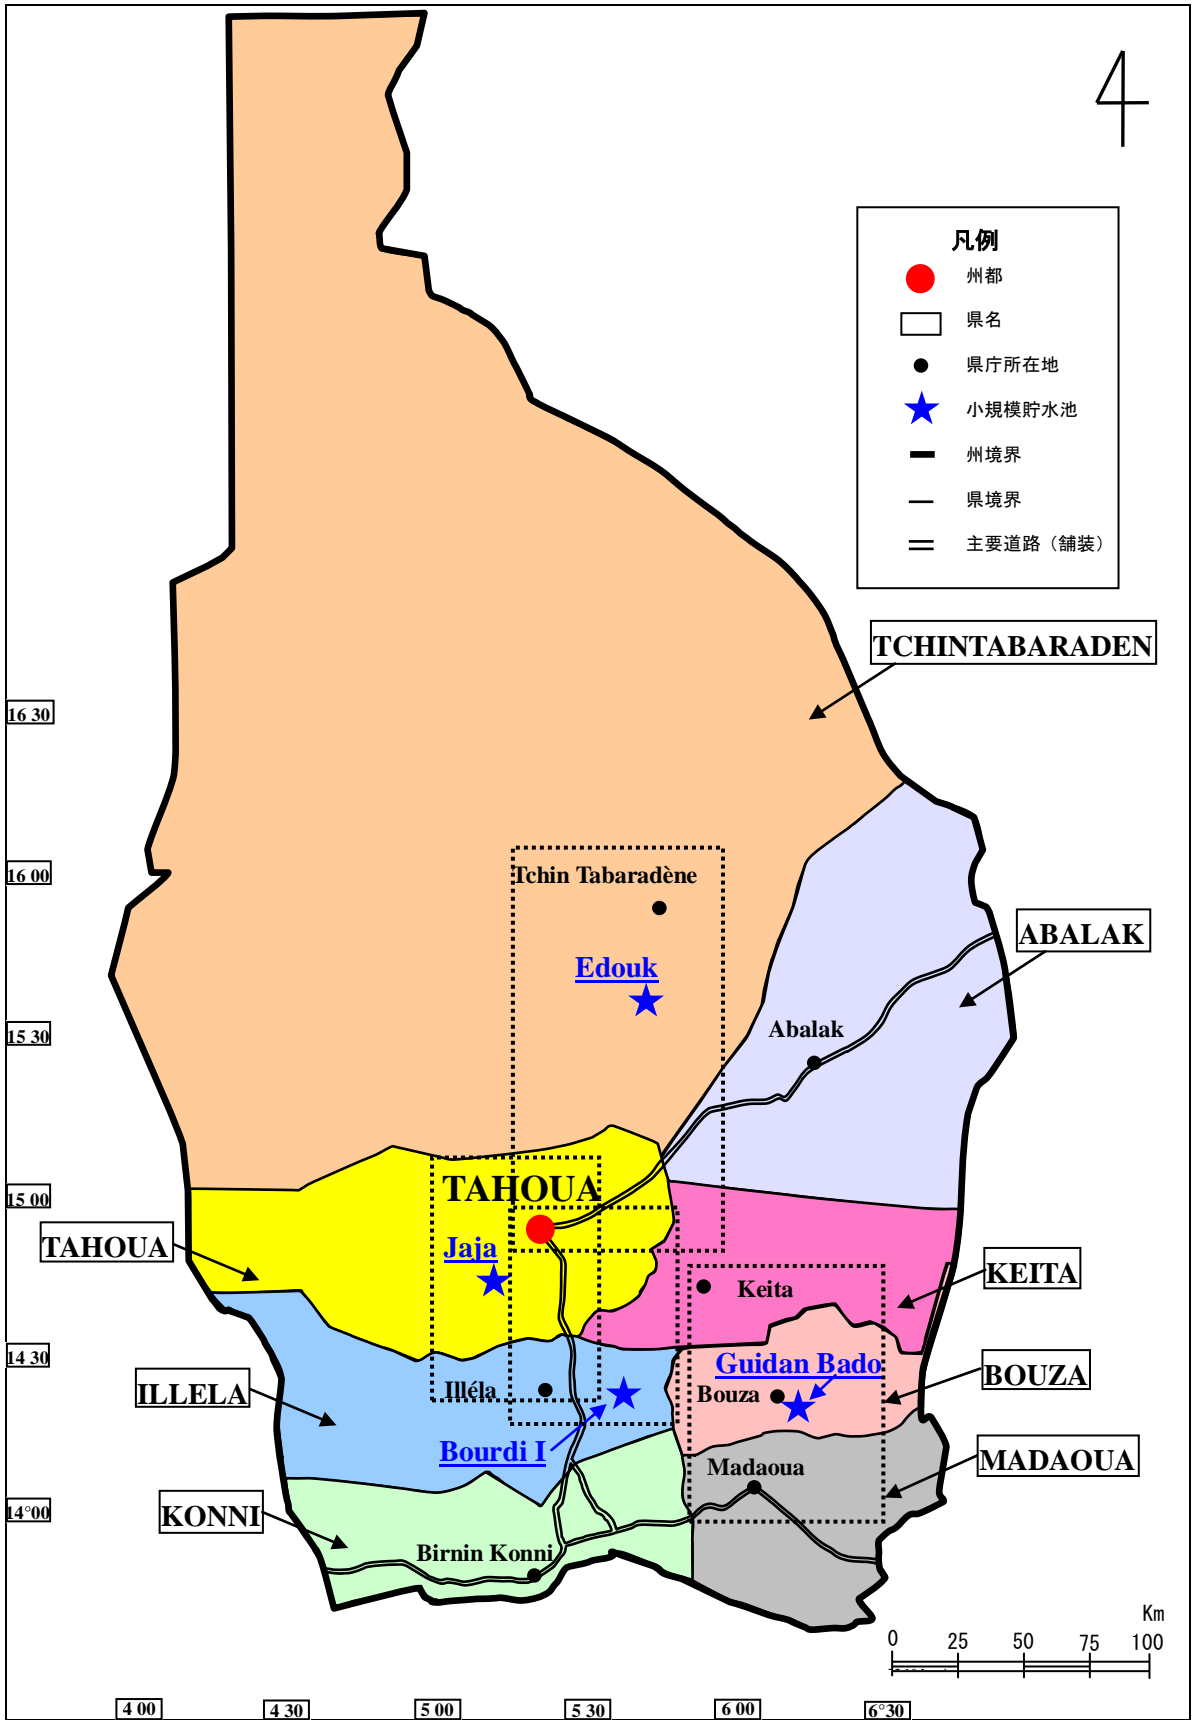 凡例
州都
県名
県庁所在地
小規模貯水池
州境界
県境界
主要道路（舗装）
TCHINTABARADEN
16 30
16 00
Tchin Tabaradène
ABALAK
Edouk
15 30
Abalak
15 00
TAHOUA
TAHOUA
Jaja
KEITA
Keita
14 30
Guidan Bado
BOUZA
ILLELA
Illéla
Bouza
Bourdi I
MADAOUA
Madaoua
14°00
KONNI
Birnin Konni
Km
0 25 50 75 100
4 00 4 30 5 00 5 30 6 00 6°30